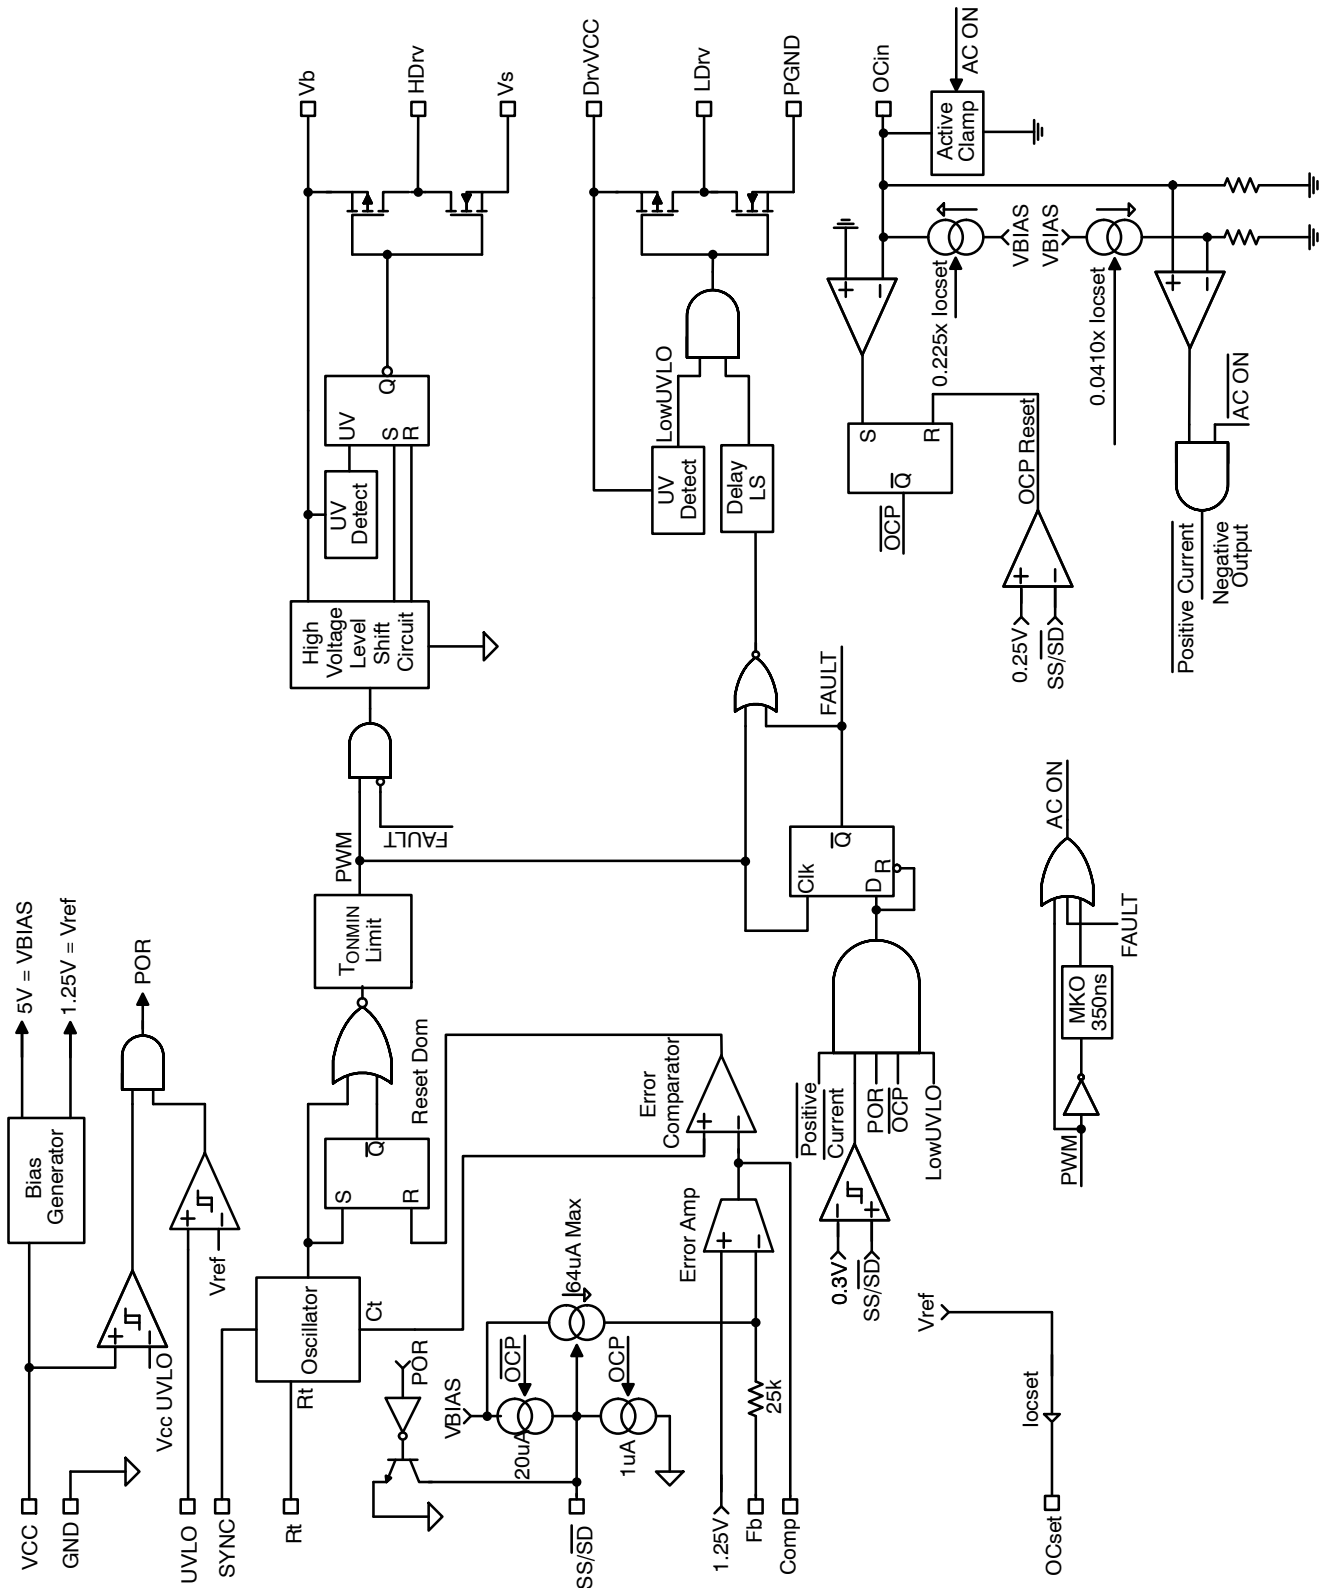 VCC
GND
UVLO
SYNC
Rt
SS/SD
1.25V
Fb
Comp
OCset
Bias
Generator
5V = VBIAS
1.25V = Vref
POR
+
−
Vcc UVLO
+
−
Vref
Oscillator
Rt
Ct
S
R
Q
Reset Dom
TONMIN
Limit
PWM
FAULT
High
Voltage
Level
Shift
Circuit
UV
Detect
UV
S
R
Q
Vb
HDrv
Vs
POR
VBIAS
20uA
OCP
1uA
OCP
64uA Max
25k
Error Amp
+
−
Error
Comparator
+
−
0.3V
SS/SD
−
+
Positive
Current
POR
OCP
LowUVLO
Clk
D
R
Q
FAULT
UV
Detect
LowUVLO
Delay
LS
DrvVCC
LDrv
PGND
OCin
Active
Clamp
AC ON
+
−
S
R
Q
OCP
0.225x Iocset
VBIAS
VBIAS
0.0410x Iocset
OCP Reset
0.25V
SS/SD
+
−
+
−
AC ON
Positive Current
Negative
Output
PWM
MKO
350ns
FAULT
AC ON
Vref
Iocset